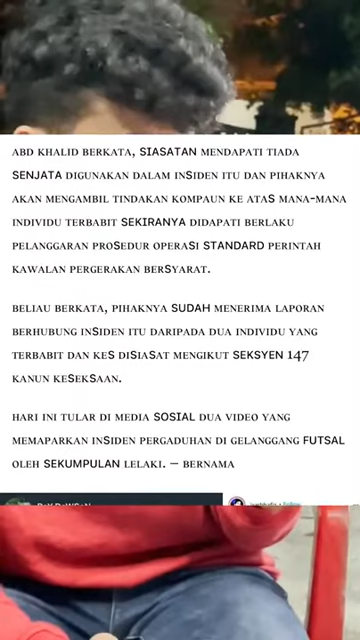 ABD KHALID BERKATA, SIASATAN MENDAPATI TIADA
SENJATA DIGUNAKAN DALAM INSIDEN ITU DAN PIHAKNYA
AKAN MENGAMBIL TINDAKAN KOMPAUN KE ATAS MANA-MANA
INDIVIDU TERBABIT SEKIRANYA DIDAPATI BERLAKU
PELANGGARAN PROSEDUR OPERASI STANDARD PERINTAH
KAWALAN PERGERAKAN BERSYARAT.
BELIAU BERKATA, PIHAKNYA SUDAH MENERIMA LAPORAN
BERHUBUNG INSIDEN ITU DARIPADA DUA INDIVIDU YANG
TERBABIT DAN KES DISIASAT MENGIKUT SEKSYEN 147
KANUN KESEKSAAN.
HARI INI TULAR DI MEDIA SOSIAL DUA VIDEO YANG
MEMAPARKAN INSIDEN PERGADUHAN DI GELANGGANG FUTSAL
OLEH SEKUMPULAN LELAKI. — BERNAMA